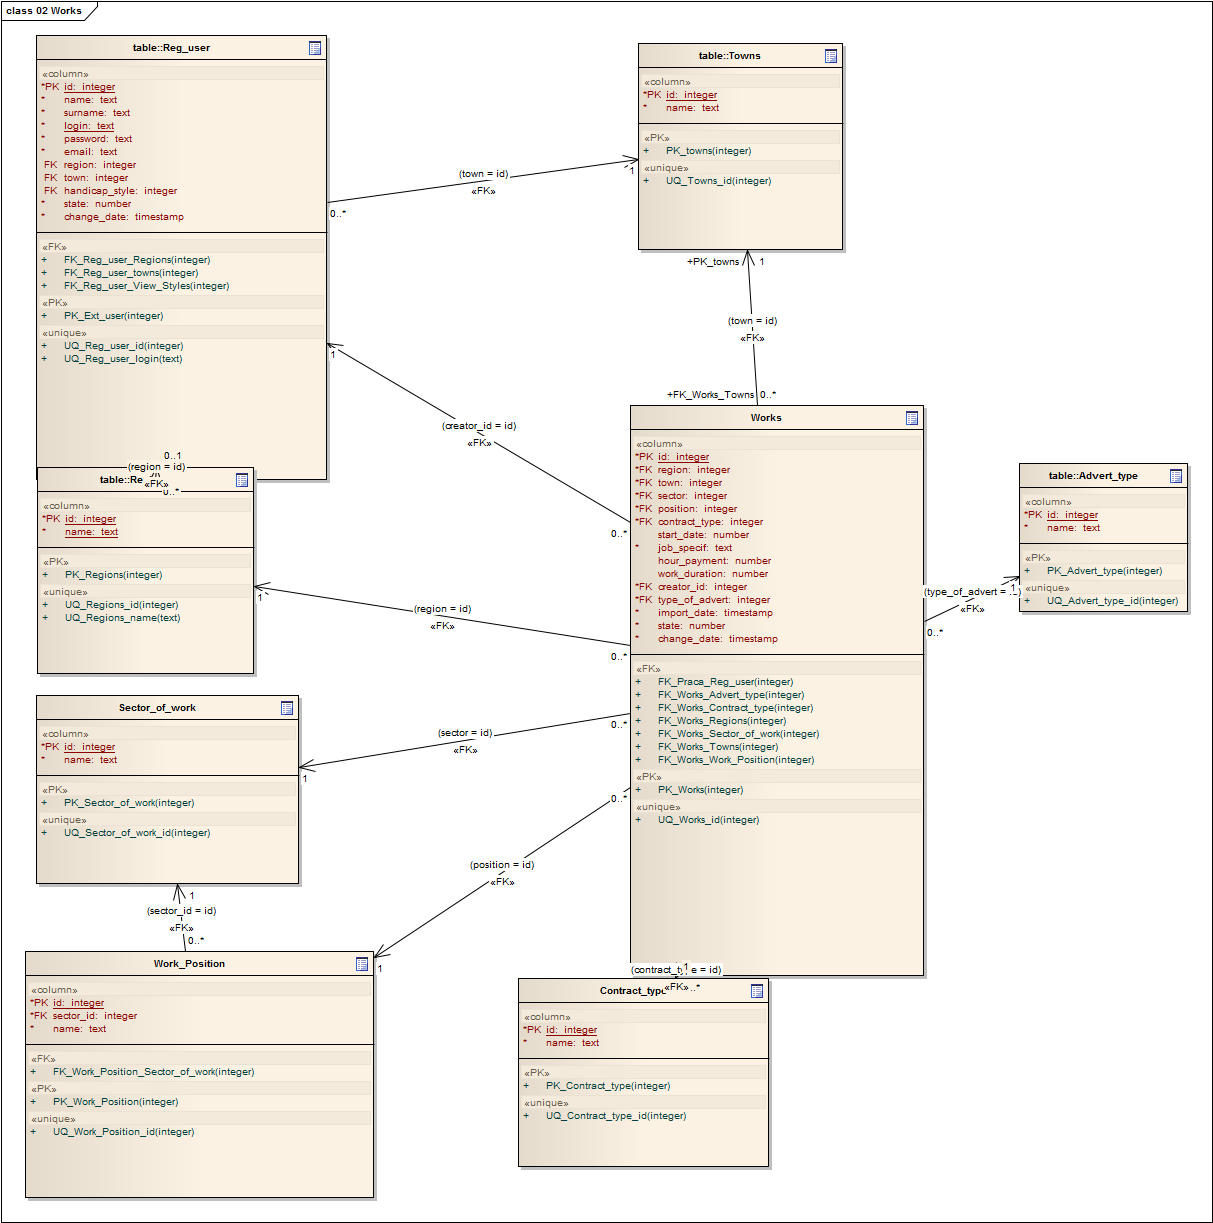 class 02 Works
table::Reg_user
«column»
*PK id: integer
* name: text
* surname: text
* login: text
* password: text
* email: text
FK region: integer
FK town: integer
FK handicap_style: integer
* state: number
* change_date: timestamp
«FK»
+ FK_Reg_user_Regions(integer)
+ FK_Reg_user_towns(integer)
+ FK_Reg_user_View_Styles(integer)
«PK»
+ PK_Ext_user(integer)
«unique»
+ UQ_Reg_user_id(integer)
+ UQ_Reg_user_login(text)
table::Towns
«column»
*PK id: integer
* name: text
«PK»
+ PK_towns(integer)
«unique»
+ UQ_Towns_id(integer)
(town = id)
«FK»
0..*
1
+PK_towns
1
(town = id)
«FK»
+FK_Works_Towns
0..*
1
(creator_id = id)
«FK»
0..*
0..1
(region = id)
«FK»
0..*
table::Re
«column»
*PK id: integer
* name: text
«PK»
+ PK_Regions(integer)
«unique»
+ UQ_Regions_id(integer)
+ UQ_Regions_name(text)
1
(region = id)
«FK»
0..*
Works
«column»
*PK id: integer
*FK region: integer
*FK town: integer
*FK sector: integer
*FK position: integer
*FK contract_type: integer
start_date: number
* job_specif: text
hour_payment: number
work_duration: number
*FK creator_id: integer
*FK type_of_advert: integer
* import_date: timestamp
* state: number
* change_date: timestamp
«FK»
+ FK_Praca_Reg_user(integer)
+ FK_Works_Advert_type(integer)
+ FK_Works_Contract_type(integer)
+ FK_Works_Regions(integer)
+ FK_Works_Sector_of_work(integer)
+ FK_Works_Towns(integer)
+ FK_Works_Work_Position(integer)
«PK»
+ PK_Works(integer)
«unique»
+ UQ_Works_id(integer)
table::Advert_type
«column»
*PK id: integer
* name: text
«PK»
+ PK_Advert_type(integer)
«unique»
+ UQ_Advert_type_id(integer)
(type_of_advert = ...)
1
«FK»
0..*
Sector_of_work
«column»
*PK id: integer
* name: text
«PK»
+ PK_Sector_of_work(integer)
«unique»
+ UQ_Sector_of_work_id(integer)
(sector = id)
«FK»
0..*
1
0..*
(position = id)
«FK»
1
1
(sector_id = id)
«FK»
0..*
Work_Position
«column»
*PK id: integer
*FK sector_id: integer
* name: text
«FK»
+ FK_Work_Position_Sector_of_work(integer)
«PK»
+ PK_Work_Position(integer)
«unique»
+ UQ_Work_Position_id(integer)
1
= id)
«FK»
..*
Contract_type
«column»
*PK id: integer
* name: text
«PK»
+ PK_Contract_type(integer)
«unique»
+ UQ_Contract_type_id(integer)